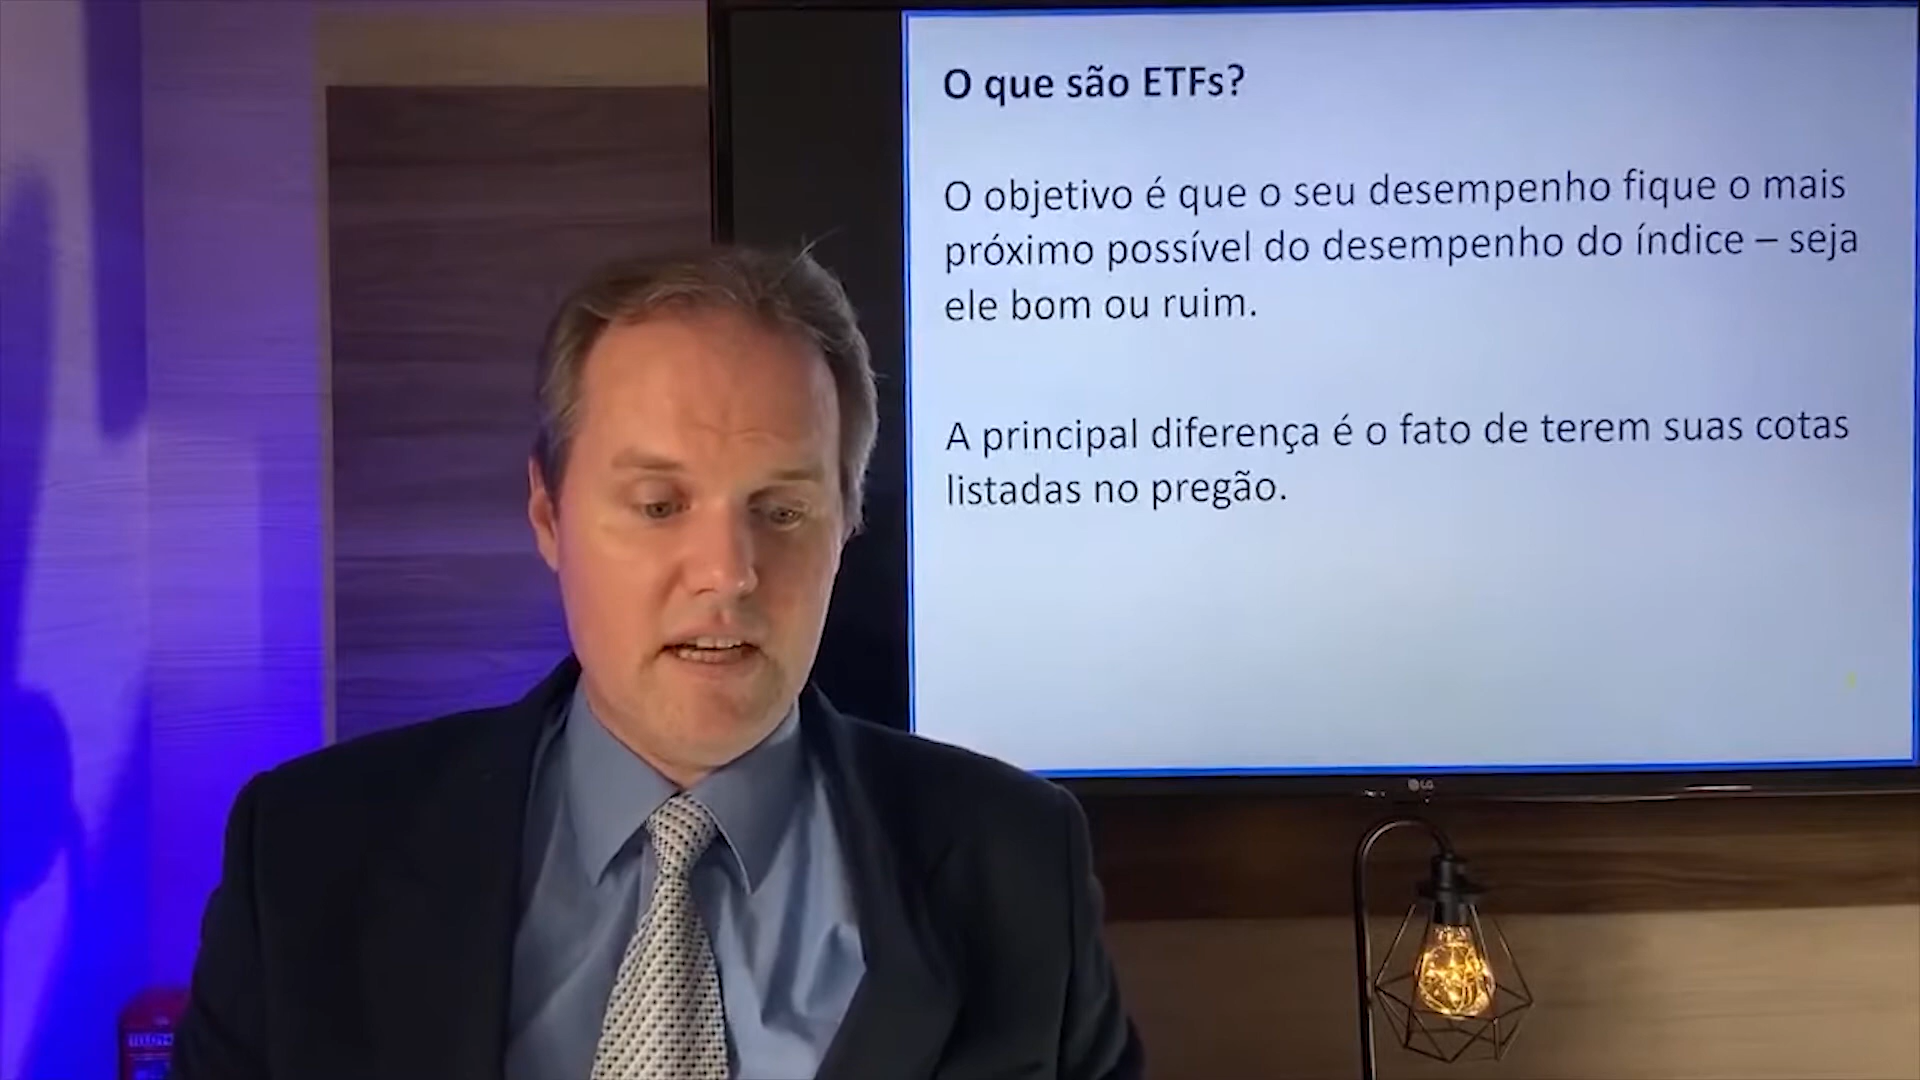 O que são ETFs?
O objetivo é que o seu desempenho fique o mais
próximo possível do desempenho do índice – seja
ele bom ou ruim.
A principal diferença é o fato de terem suas cotas
listadas no pregão.
LG